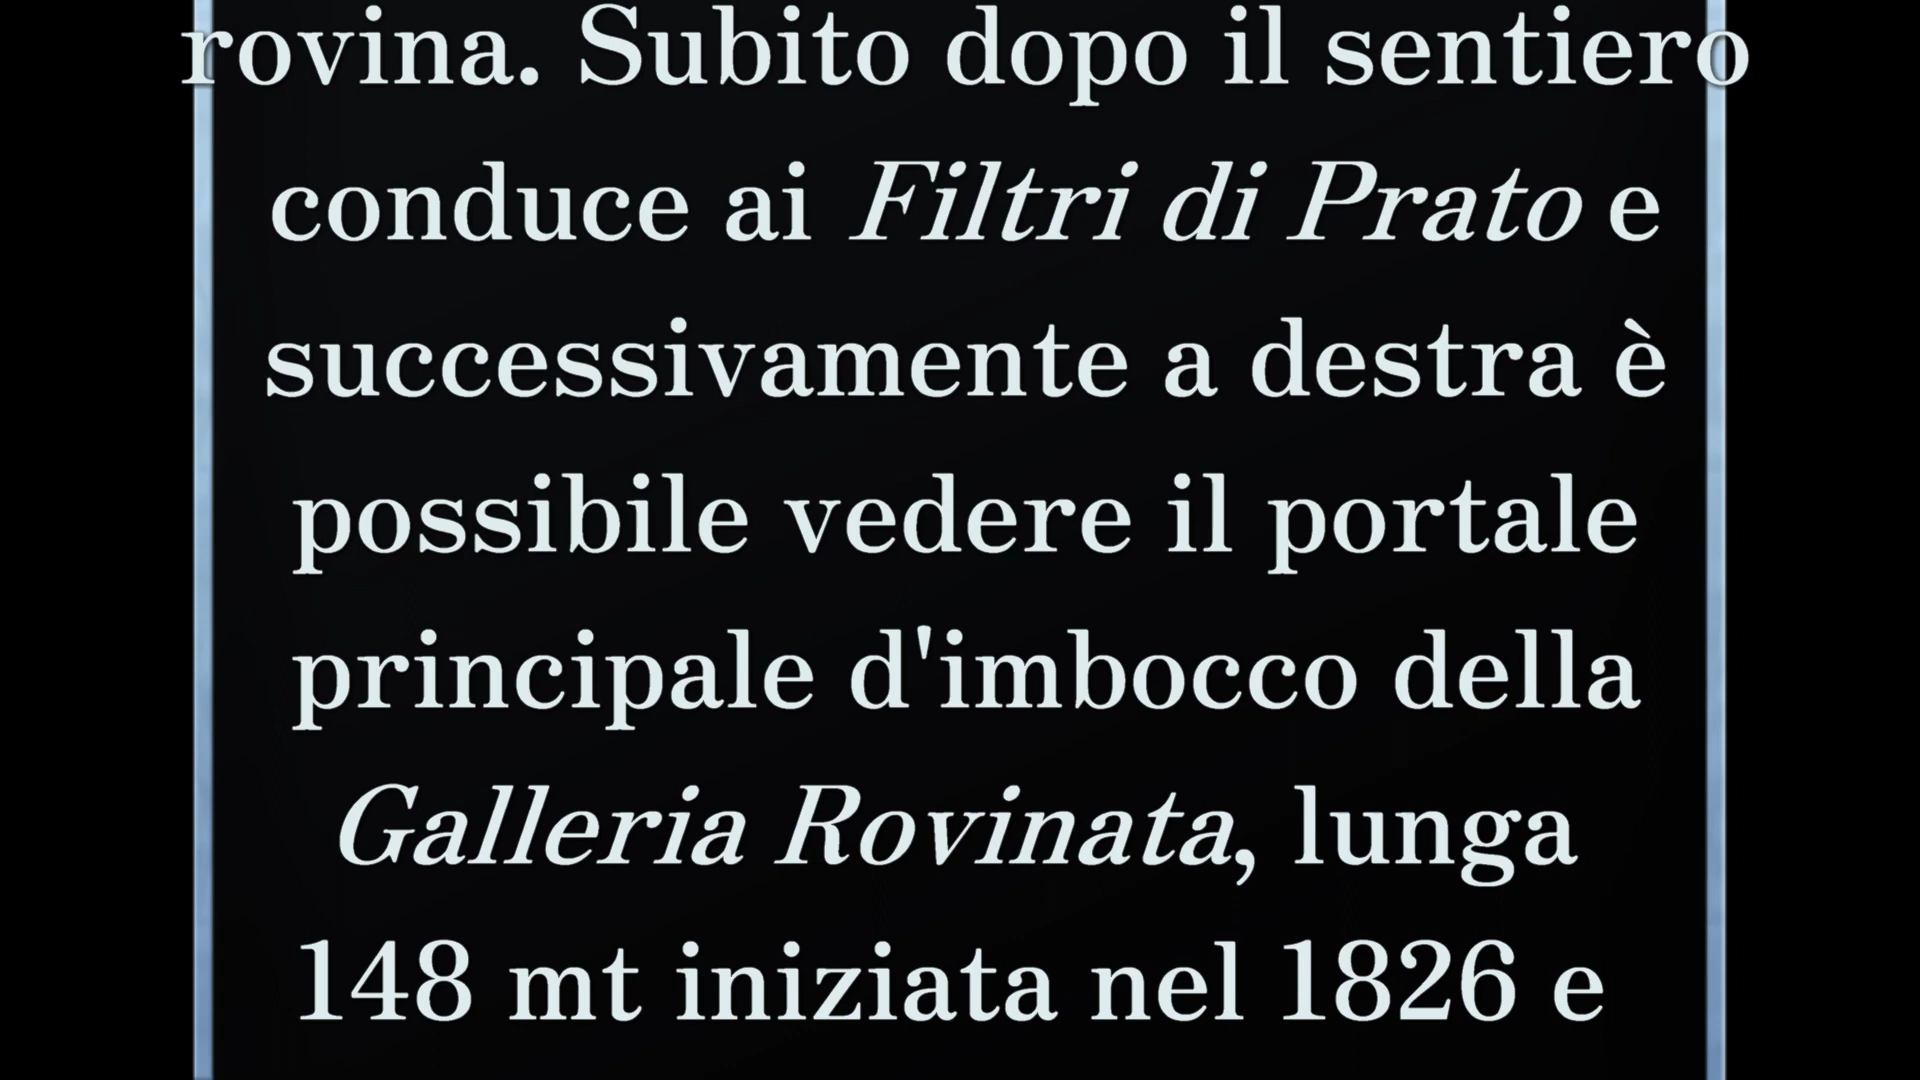 rovina. Subito dopo il sentiero
conduce ai Filtri di Prato e
successivamente a destra è
possibile vedere il portale
principale d'imbocco della
Galleria Rovinata, lunga
148 mt iniziata nel 1826 e